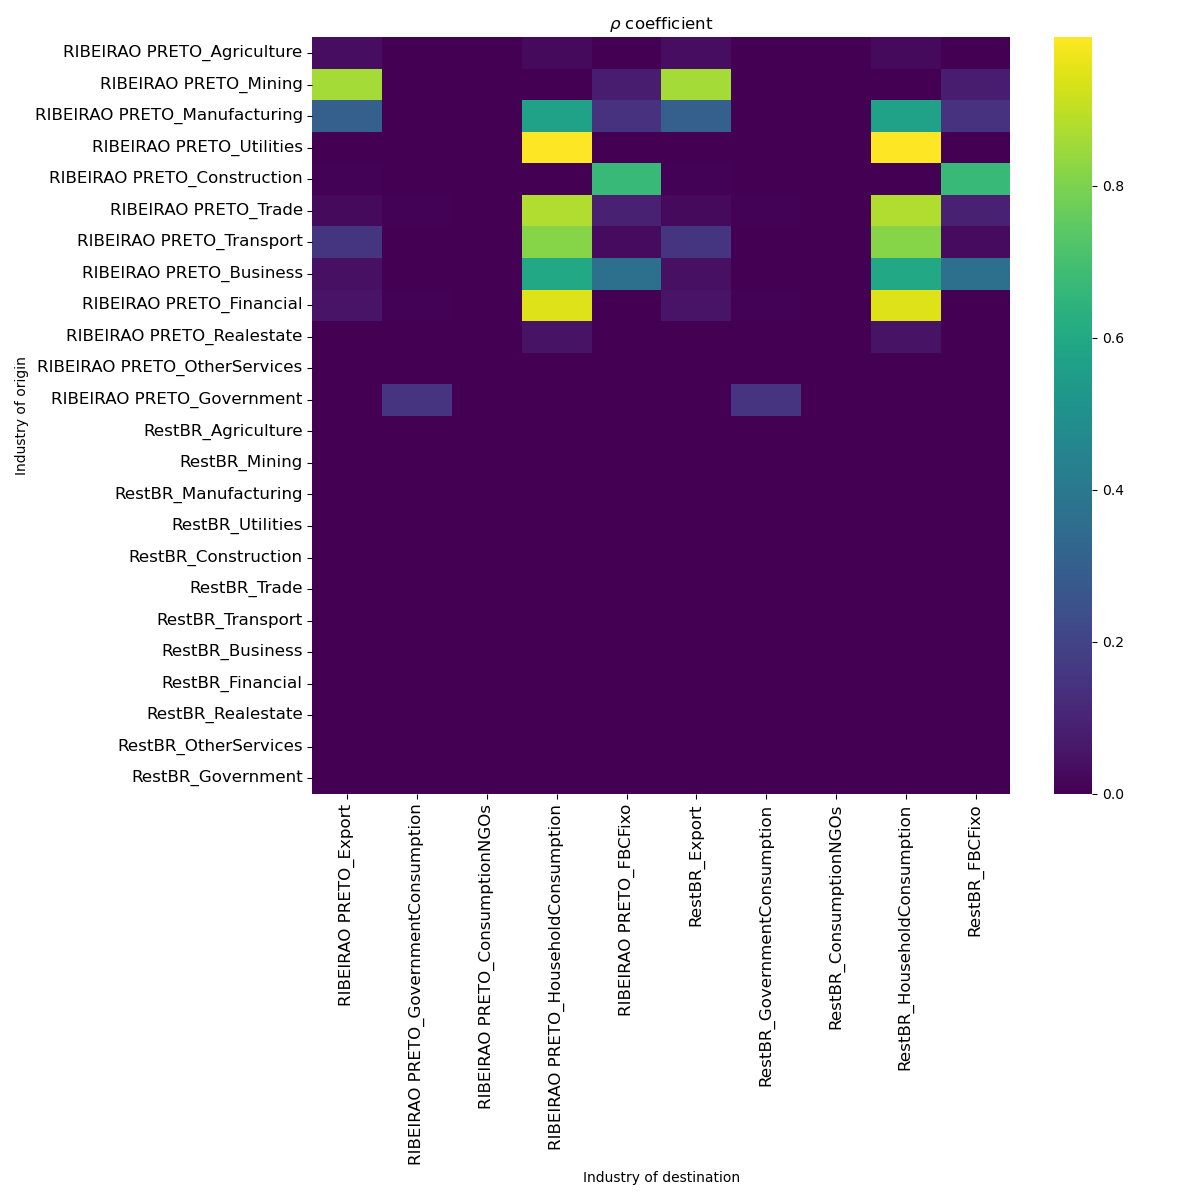 ρ coefficient
RIBEIRAO PRETO_Agriculture
RIBEIRAO PRETO_Mining
RIBEIRAO PRETO_Manufacturing
RIBEIRAO PRETO_Utilities
RIBEIRAO PRETO_Construction
RIBEIRAO PRETO_Trade
RIBEIRAO PRETO_Transport
RIBEIRAO PRETO_Business
RIBEIRAO PRETO_Financial
RIBEIRAO PRETO_Realestate
RIBEIRAO PRETO_OtherServices
RIBEIRAO PRETO_Government
RestBR_Agriculture
RestBR_Mining
RestBR_Manufacturing
RestBR_Utilities
RestBR_Construction
RestBR_Trade
RestBR_Transport
RestBR_Business
RestBR_Financial
RestBR_Realestate
RestBR_OtherServices
RestBR_Government
Industry of origin
0.8
0.6
0.4
0.2
0.0
RIBEIRAO PRETO_Export
RIBEIRAO PRETO_GovernmentConsumption
RIBEIRAO PRETO_ConsumptionNGOs
RIBEIRAO PRETO_HouseholdConsumption
RIBEIRAO PRETO_FBCFixo
RestBR_Export
RestBR_GovernmentConsumption
RestBR_ConsumptionNGOs
RestBR_HouseholdConsumption
RestBR_FBCFixo
Industry of destination